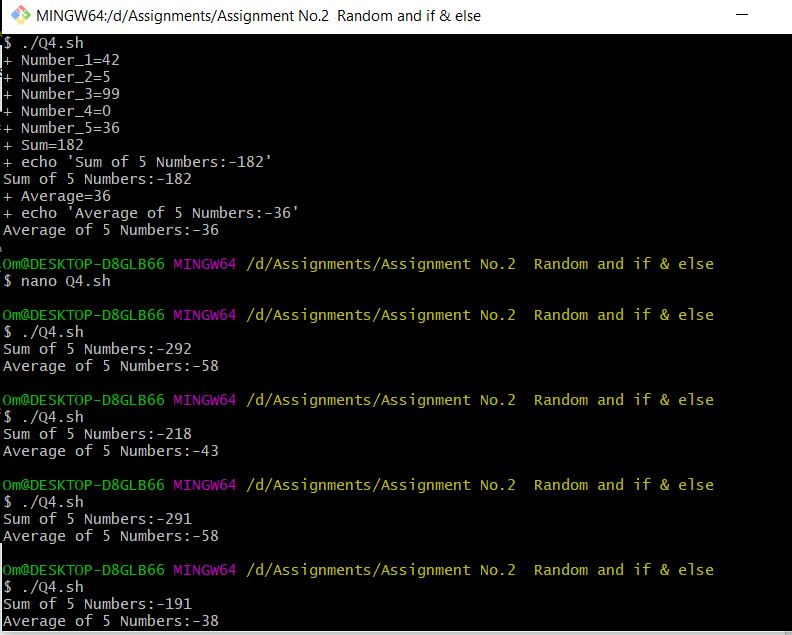 MINGW64:/d/Assignments/Assignment No.2  Random and if & else
$ ./Q4.sh
+ Number_1=42
+ Number_2=5
+ Number_3=99
+ Number_4=0
+ Number_5=36
+ Sum=182
+ echo 'Sum of 5 Numbers:-182'
Sum of 5 Numbers:-182
+ Average=36
+ echo 'Average of 5 Numbers:-36'
Average of 5 Numbers:-36
Om@DESKTOP-D8GLB66 MINGW64 /d/Assignments/Assignment No.2  Random and if & else
$ nano Q4.sh
Om@DESKTOP-D8GLB66 MINGW64 /d/Assignments/Assignment No.2  Random and if & else
$ ./Q4.sh
Sum of 5 Numbers:-292
Average of 5 Numbers:-58
Om@DESKTOP-D8GLB66 MINGW64 /d/Assignments/Assignment No.2  Random and if & else
$ ./Q4.sh
Sum of 5 Numbers:-218
Average of 5 Numbers:-43
Om@DESKTOP-D8GLB66 MINGW64 /d/Assignments/Assignment No.2  Random and if & else
$ ./Q4.sh
Sum of 5 Numbers:-291
Average of 5 Numbers:-58
Om@DESKTOP-D8GLB66 MINGW64 /d/Assignments/Assignment No.2  Random and if & else
$ ./Q4.sh
Sum of 5 Numbers:-191
Average of 5 Numbers:-38